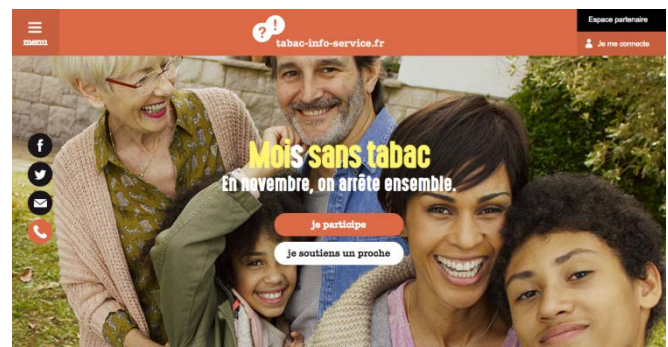 menu
? !
tabac-info-service.fr
Espace partenaire
Je me connecte
Mois sans tabac
En novembre, on arrête ensemble.
je participe
je soutiens un proche